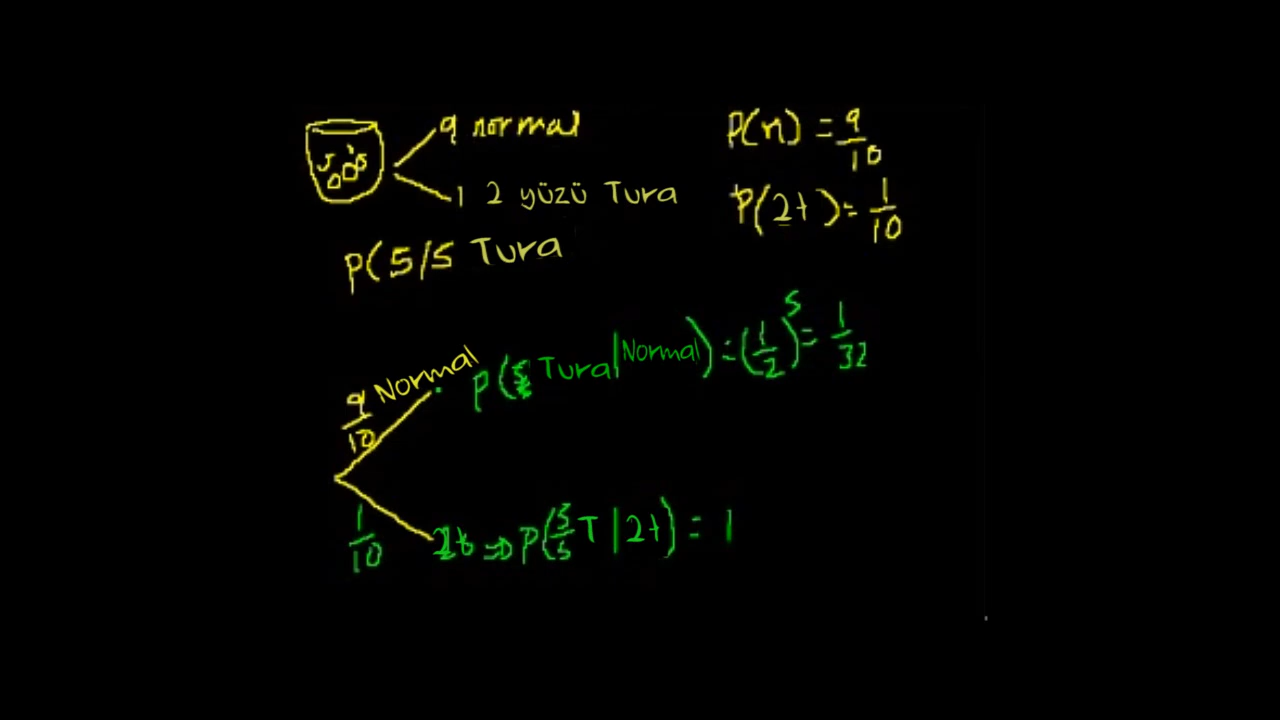 9 normal
1 2 yüzü Tura
P(n) = 9/10
P(2t) = 1/10
P(5/5 Tura
9/10 Normal
P(5/5 Tura|Normal) = (1/2)^5 = 1/32
1/10 2t ⇒ P(5/5 T | 2t) = 1